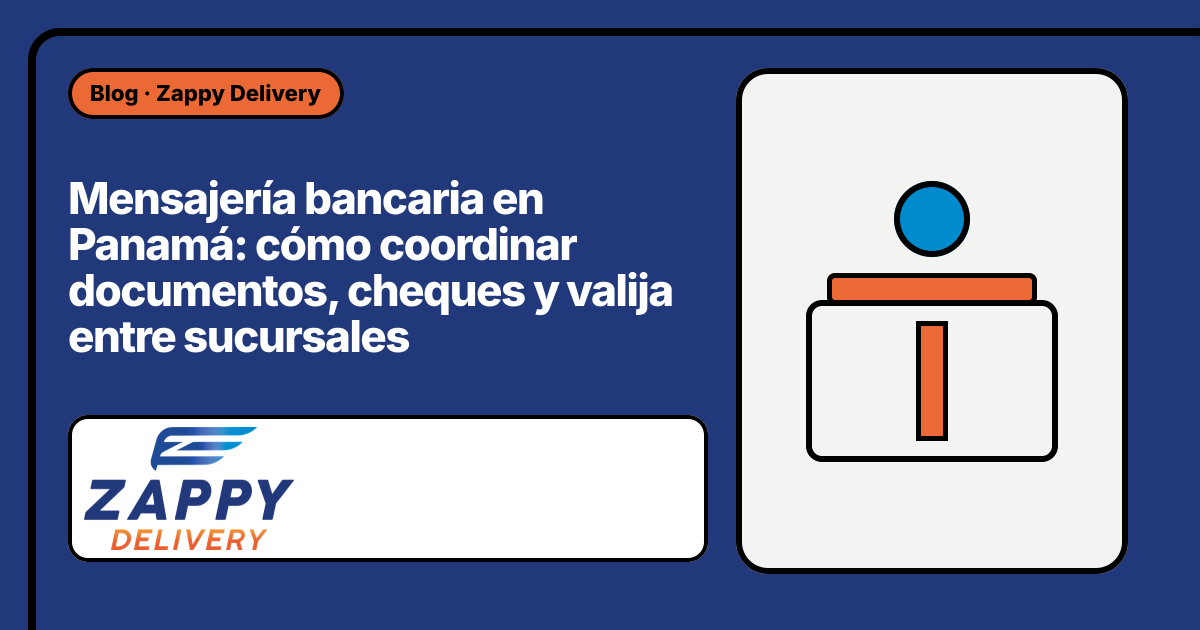 Blog · Zappy Delivery
Mensajería bancaria en
Panamá: cómo coordinar
documentos, cheques y valija
entre sucursales
ZAPPY
DELIVERY